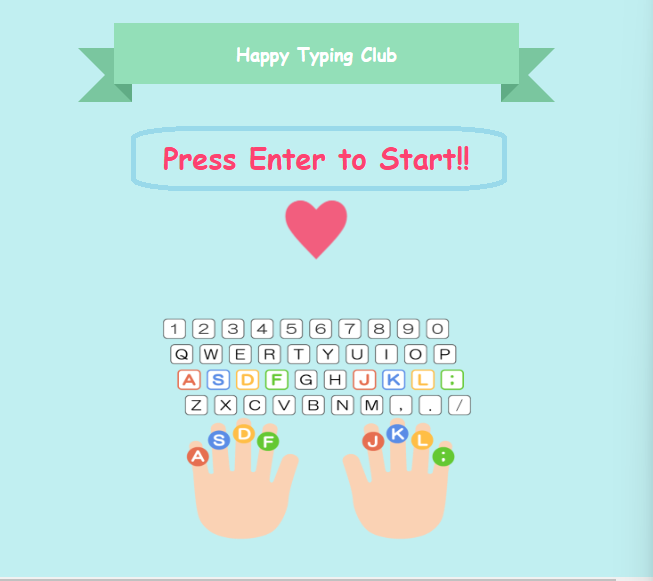 Happy Typing Club
Press Enter to Start!!
1 2 3 4 5 6 7 8 9 0
Q W E R T Y U I O P
A S D F G H J K L ;
Z X C V B N M , . /
A S D F J K L ;